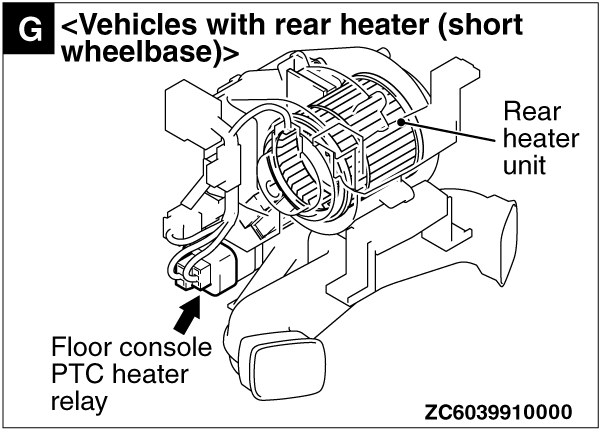 G <Vehicles with rear heater (short
wheelbase)>
Rear
heater
unit
Floor console
PTC heater
relay
ZC6039910000